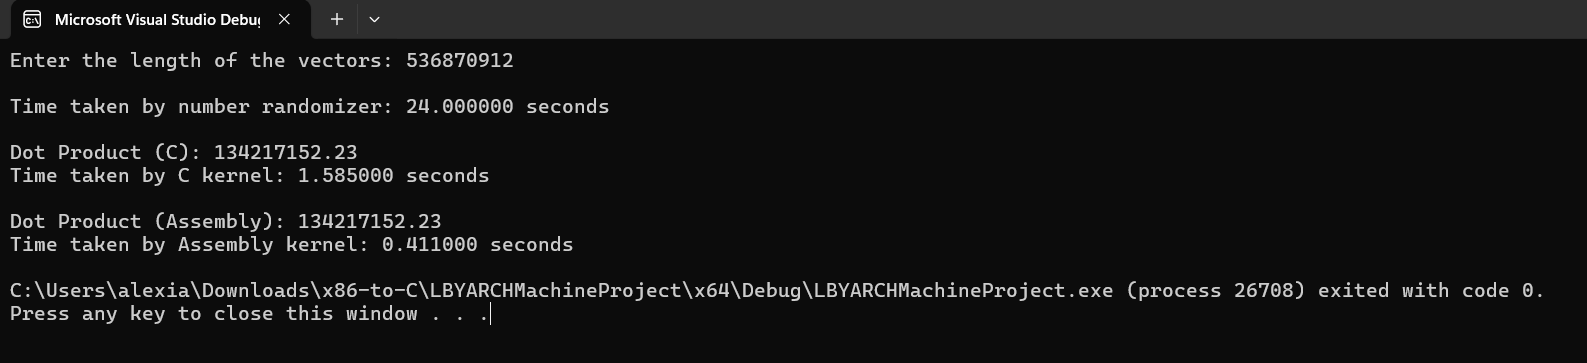 Microsoft Visual Studio Debu
Enter the length of the vectors: 536870912
Time taken by number randomizer: 24.000000 seconds
Dot Product (C): 134217152.23
Time taken by C kernel: 1.585000 seconds
Dot Product (Assembly): 134217152.23
Time taken by Assembly kernel: 0.411000 seconds
C:\Users\alexia\Downloads\x86-to-C\LBYARCHMachineProject\x64\Debug\LBYARCHMachineProject.exe (process 26708) exited with code 0.
Press any key to close this window . . .